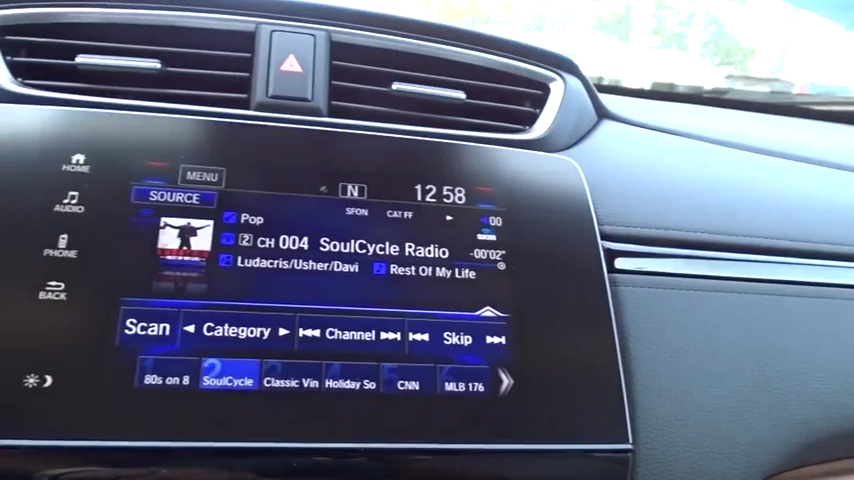 HOME
MENU
SOURCE
N
12:58
AUDIO
SFON
CAT FF
Pop
00
2 CH 004 SoulCycle Radio
-00'02"
PHONE
Ludacris/Usher/Davi
Rest Of My Life
BACK
Scan
Category
Channel
Skip
80s on 8
SoulCycle
Classic Vin
Holiday So
CNN
MLB 176